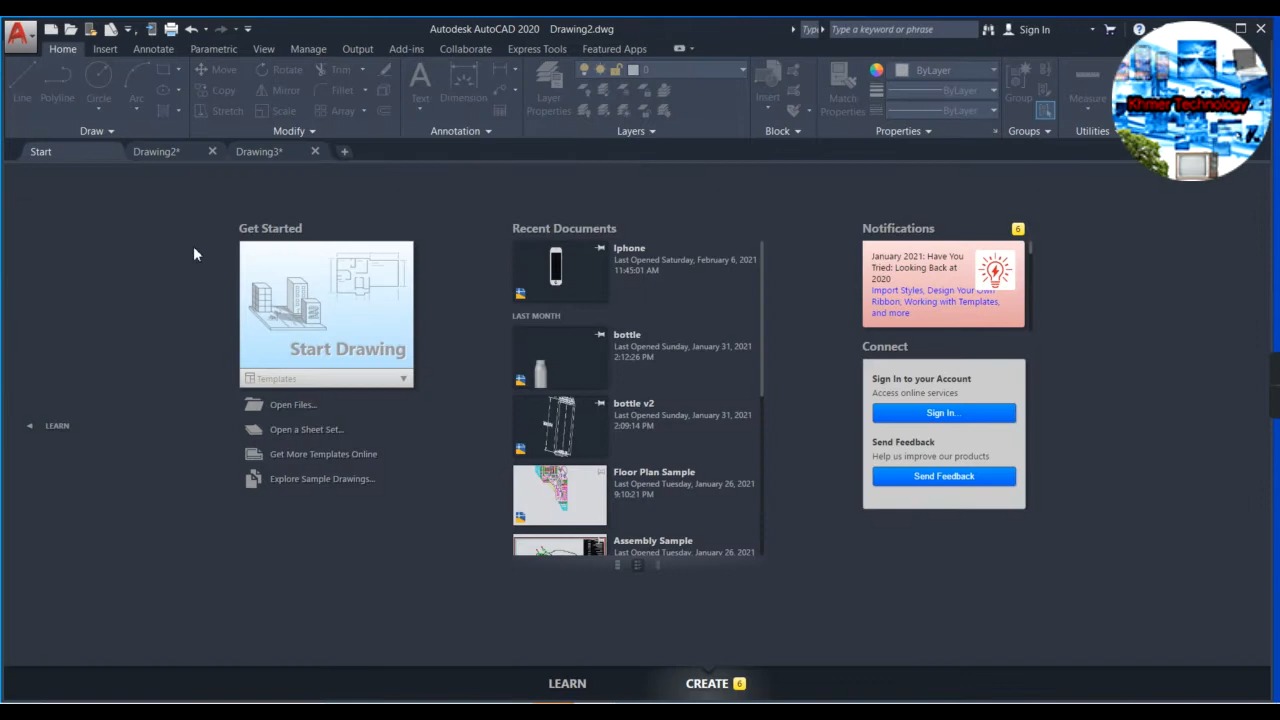 Autodesk AutoCAD 2020 Drawing2.dwg
Type a keyword or phrase
Sign In
Home Insert Annotate Parametric View Manage Output Add-ins Collaborate Express Tools Featured Apps
Line Polyline Circle Arc
Move Rotate Trim
Copy Mirror Fillet
Stretch Scale Array
Text Dimension
Layer
Properties
0
Insert
Match
Properties
ByLayer
ByLayer
ByLayer
Group
Measure
Draw Modify Annotation Layers Block Properties Groups Utilities
Khmer Technology
Start Drawing2* Drawing3*
Get Started
Start Drawing
Templates
Open Files...
Open a Sheet Set...
Get More Templates Online
Explore Sample Drawings...
LEARN
Recent Documents
Iphone
Last Opened Saturday, February 6, 2021
11:45:01 AM
LAST MONTH
bottle
Last Opened Sunday, January 31, 2021
2:12:26 PM
bottle v2
Last Opened Sunday, January 31, 2021
2:09:14 PM
Floor Plan Sample
Last Opened Tuesday, January 26, 2021
9:10:21 PM
Assembly Sample
Last Opened Tuesday, January 26, 2021
Notifications 6
January 2021: Have You
Tried: Looking Back at
2020
Import Styles, Design Your Own
Ribbon, Working with Templates,
and more
Connect
Sign In to your Account
Access online services
Sign In...
Send Feedback
Help us improve our products
Send Feedback
LEARN CREATE 6